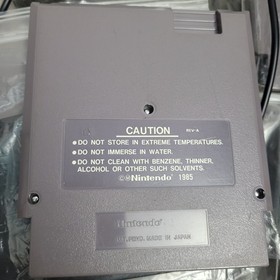 CAUTION REV-A
●DO NOT STORE IN EXTREME TEMPERATURES.
●DO NOT IMMERSE IN WATER.
●DO NOT CLEAN WITH BENZENE, THINNER,
ALCOHOL OR OTHER SUCH SOLVENTS.
©®Nintendo® 1985
Nintendo®
MADE IN JAPAN